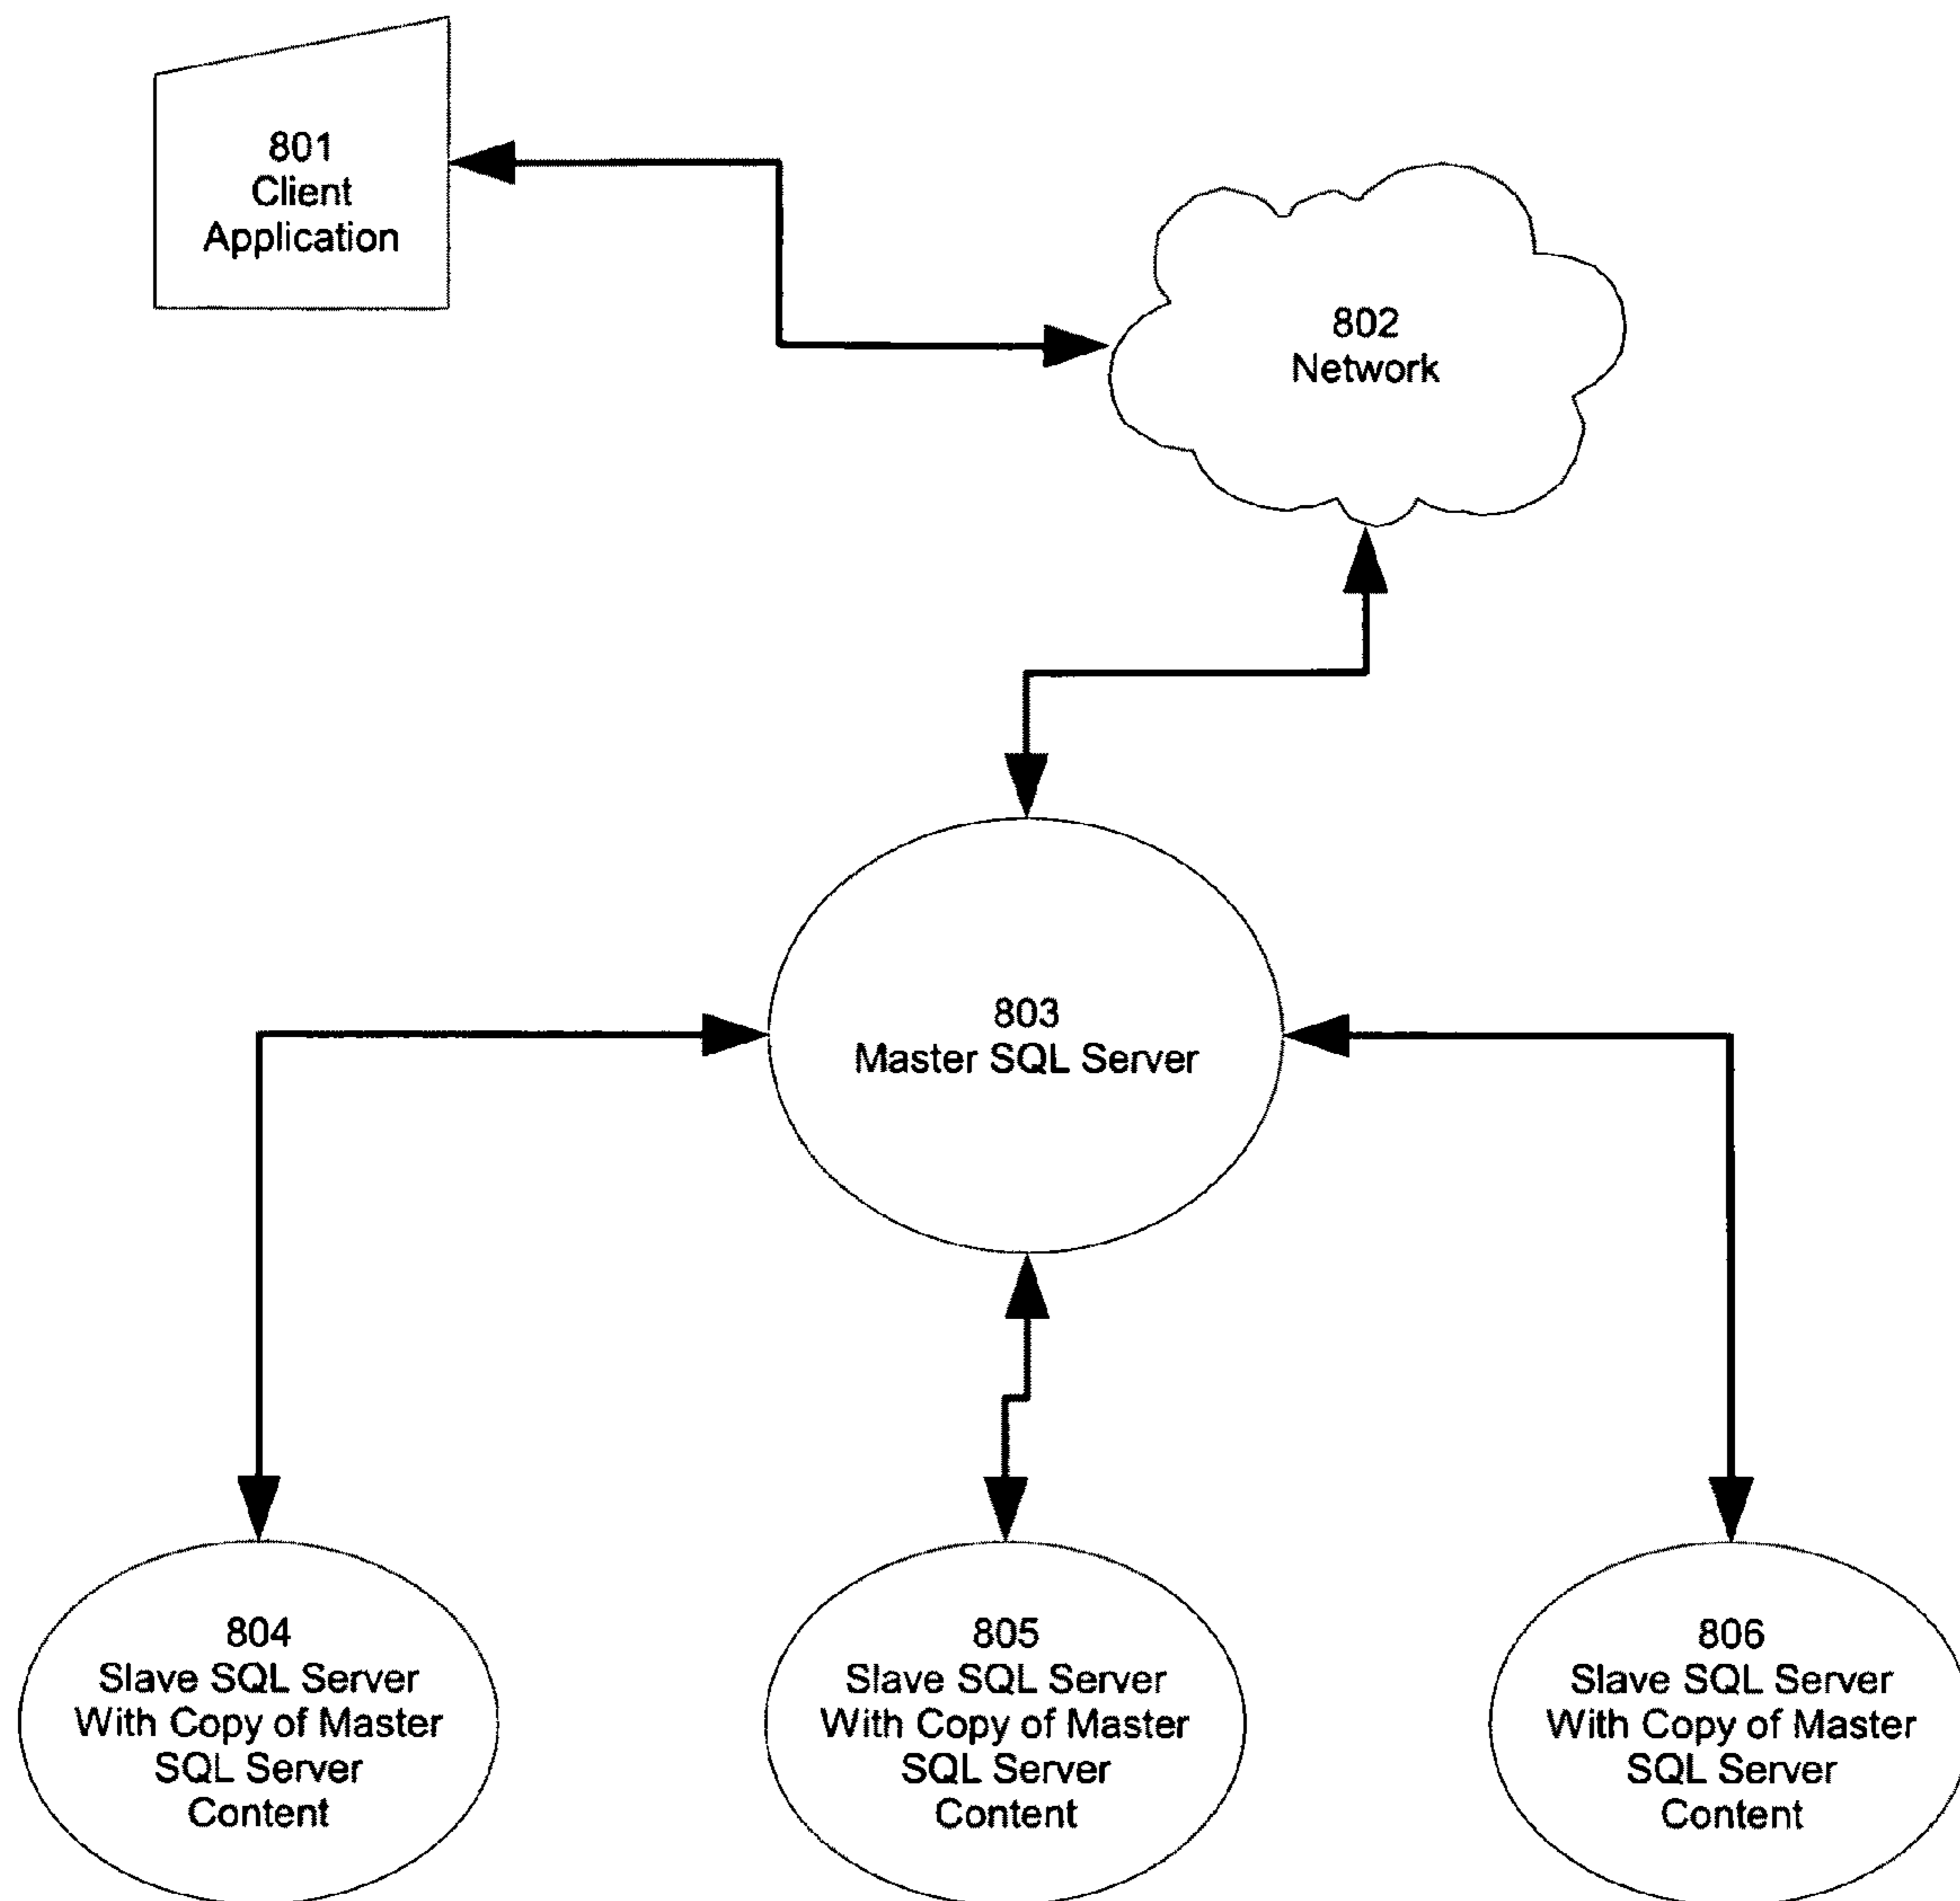 801
Client
Application
802
Network
803
Master SQL Server
804
Slave SQL Server
With Copy of Master
SQL Server
Content
805
Slave SQL Server
With Copy of Master
SQL Server
Content
806
Slave SQL Server
With Copy of Master
SQL Server
Content